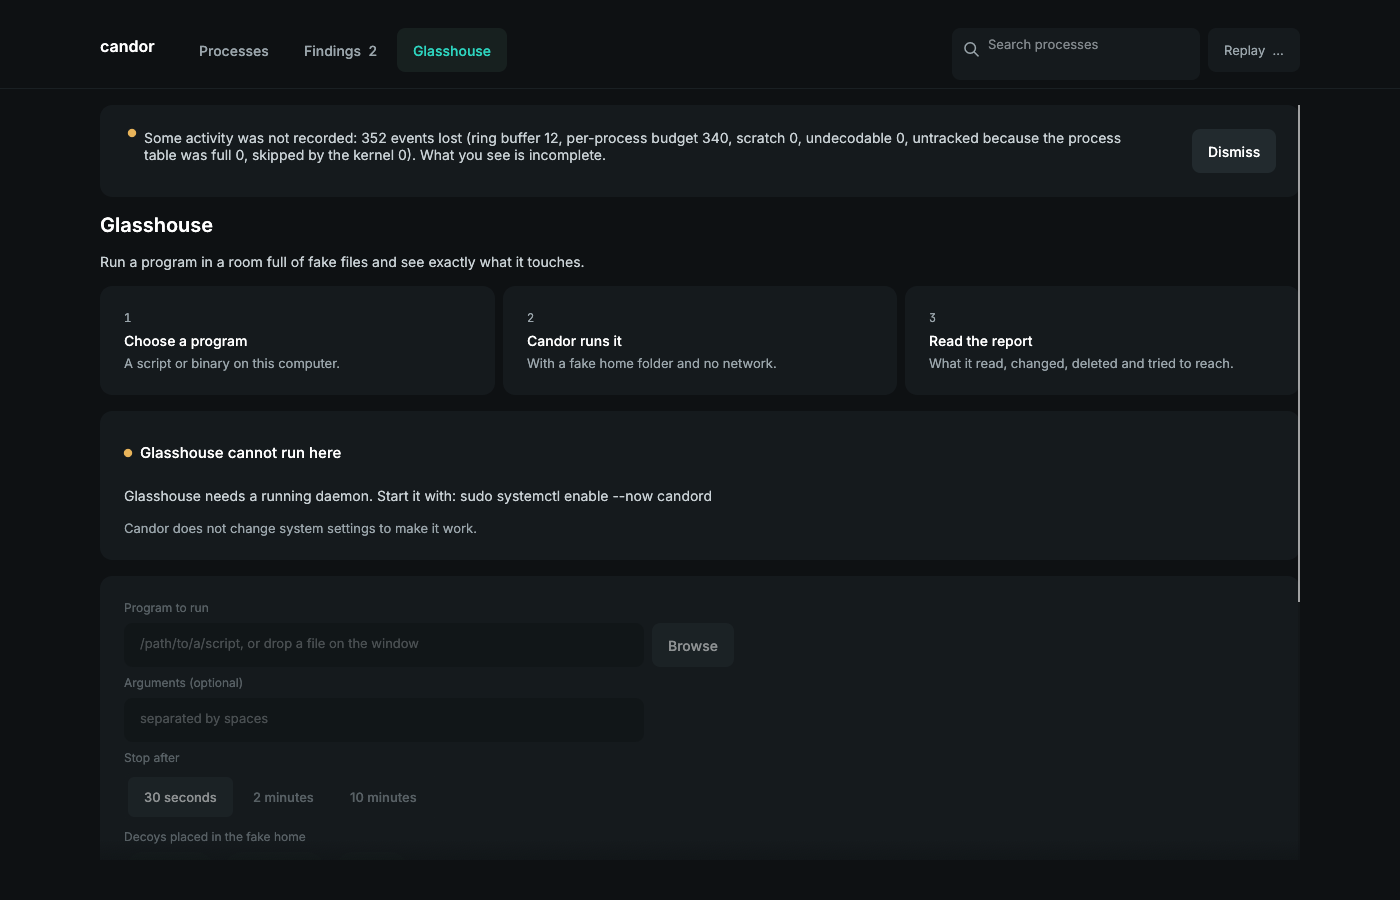 candor
Processes
Findings 2
Glasshouse
Search processes
Replay ...
Some activity was not recorded: 352 events lost (ring buffer 12, per-process budget 340, scratch 0, undecodable 0, untracked because the process
table was full 0, skipped by the kernel 0). What you see is incomplete.
Dismiss
Glasshouse
Run a program in a room full of fake files and see exactly what it touches.
1
Choose a program
A script or binary on this computer.
2
Candor runs it
With a fake home folder and no network.
3
Read the report
What it read, changed, deleted and tried to reach.
Glasshouse cannot run here
Glasshouse needs a running daemon. Start it with: sudo systemctl enable --now candord
Candor does not change system settings to make it work.
Program to run
/path/to/a/script, or drop a file on the window
Browse
Arguments (optional)
separated by spaces
Stop after
30 seconds
2 minutes
10 minutes
Decoys placed in the fake home